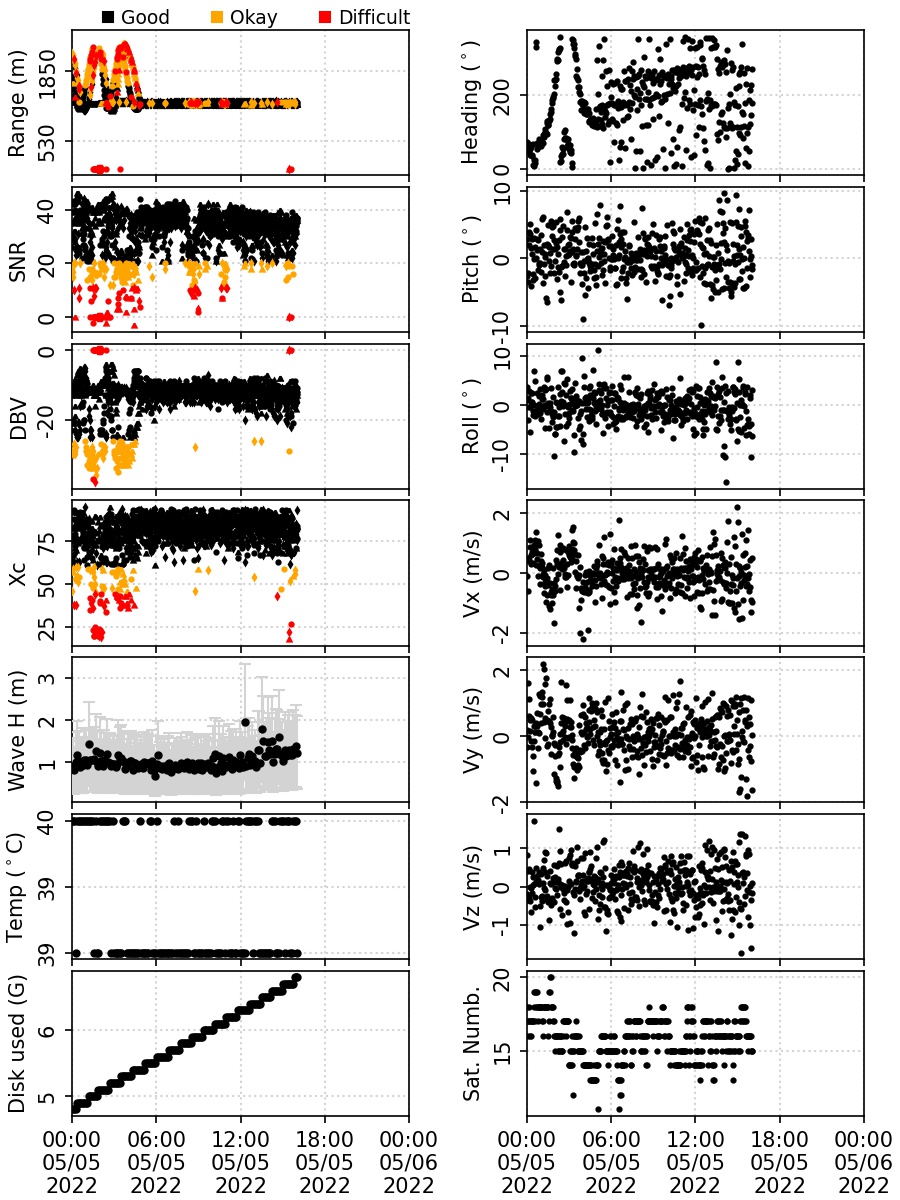 Good Okay Difficult
Range (m)
1850
530
Heading (°)
200
0
SNR
40
20
0
Pitch (°)
10
0
-10
DBV
0
-20
Roll (°)
10
0
-10
Xc
75
50
25
Vx (m/s)
2
0
-2
Wave H (m)
3
2
1
Vy (m/s)
2
0
-2
Temp (°C)
40
39
39
Vz (m/s)
1
0
-1
Disk used (G)
6
5
Sat. Numb.
20
15
00:00 06:00 12:00 18:00 00:00
05/05 05/05 05/05 05/05 05/06
2022 2022 2022 2022 2022
00:00 06:00 12:00 18:00 00:00
05/05 05/05 05/05 05/05 05/06
2022 2022 2022 2022 2022